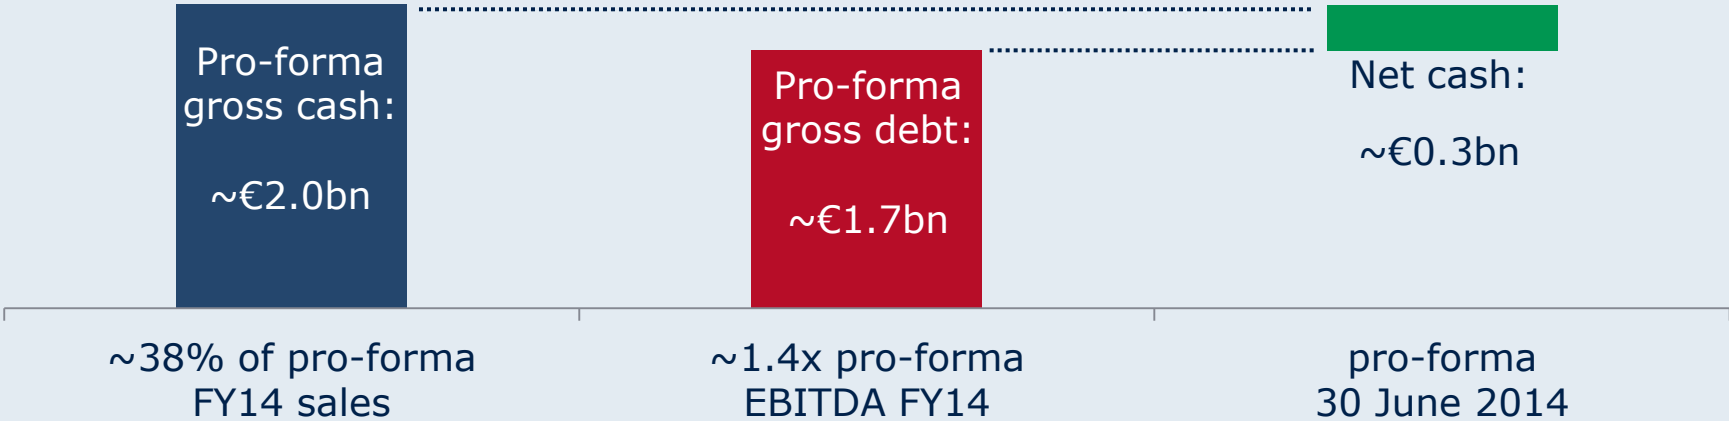 Pro-forma
gross cash:
~€2.0bn
Pro-forma
gross debt:
~€1.7bn
Net cash:
~€0.3bn
~38% of pro-forma
FY14 sales
~1.4x pro-forma
EBITDA FY14
pro-forma
30 June 2014